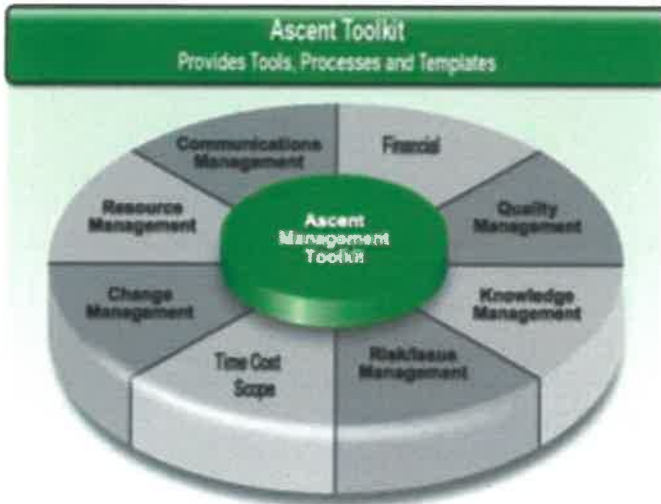 Ascent Toolkit
Provides Tools, Processes and Templates
Communications
Management
Financial
Resource
Management
Ascent
Management
Toolkit
Quality
Management
Change
Management
Knowledge
Management
Time Cost
Scope
Risk/Issue
Management